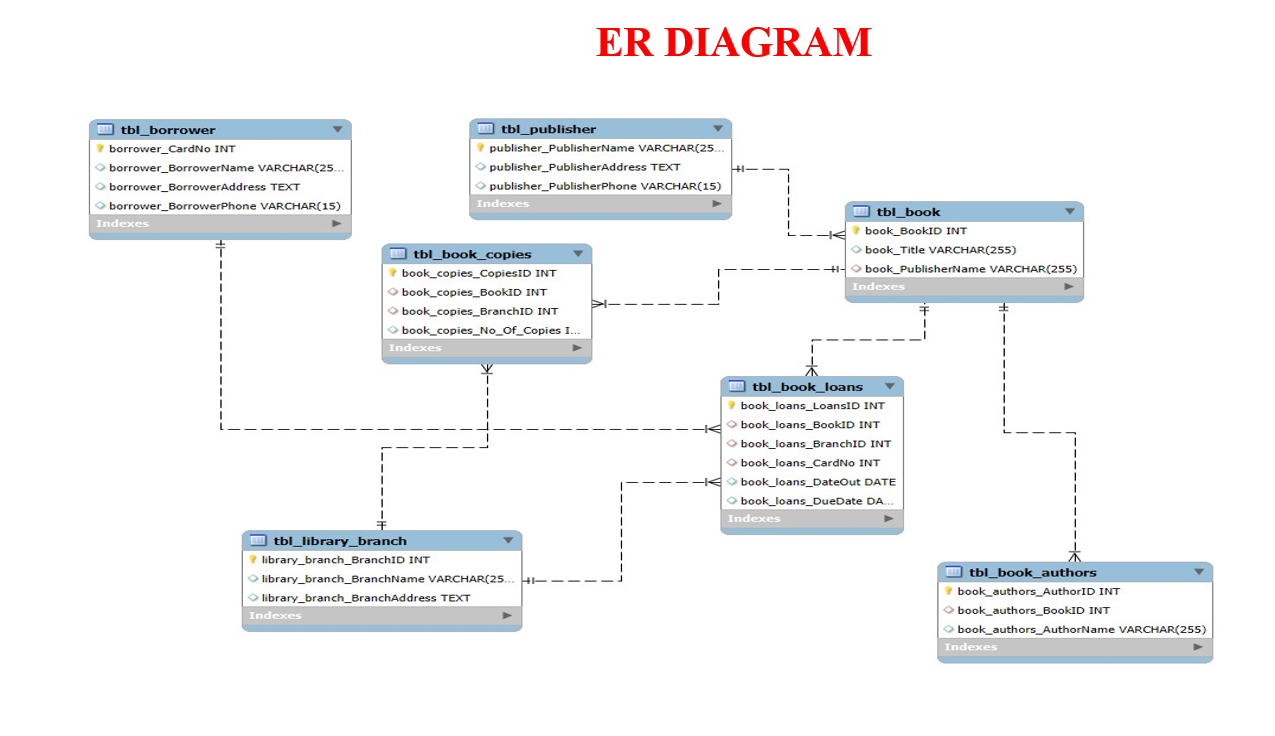 ER DIAGRAM
tbl_borrower
borrower_CardNo INT
borrower_BorrowerName VARCHAR(25...
borrower_BorrowerAddress TEXT
borrower_BorrowerPhone VARCHAR(15)
Indexes
tbl_publisher
publisher_PublisherName VARCHAR(25...
publisher_PublisherAddress TEXT
publisher_PublisherPhone VARCHAR(15)
Indexes
tbl_book
book_BookID INT
book_Title VARCHAR(255)
book_PublisherName VARCHAR(255)
Indexes
tbl_book_copies
book_copies_CopiesID INT
book_copies_BookID INT
book_copies_BranchID INT
book_copies_No_Of_Copies I...
Indexes
tbl_book_loans
book_loans_LoansID INT
book_loans_BookID INT
book_loans_BranchID INT
book_loans_CardNo INT
book_loans_DateOut DATE
book_loans_DueDate DA...
Indexes
tbl_library_branch
library_branch_BranchID INT
library_branch_BranchName VARCHAR(25...
library_branch_BranchAddress TEXT
Indexes
tbl_book_authors
book_authors_AuthorID INT
book_authors_BookID INT
book_authors_AuthorName VARCHAR(255)
Indexes